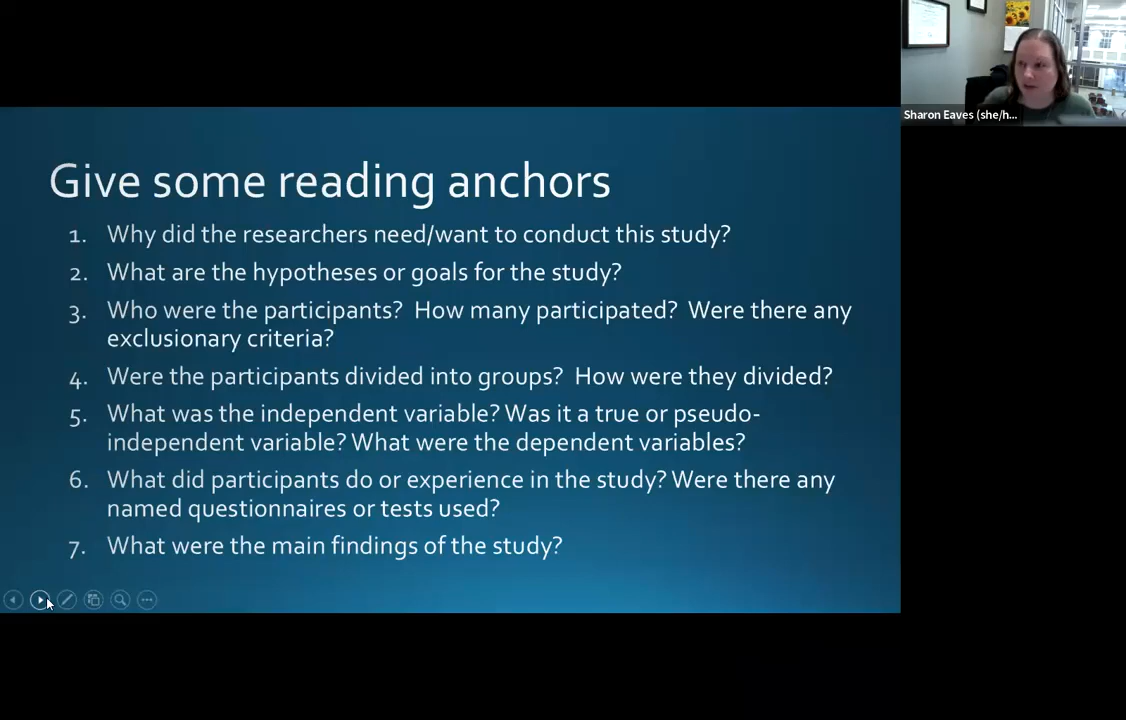 Sharon Eaves (she/h...
Give some reading anchors
1. Why did the researchers need/want to conduct this study?
2. What are the hypotheses or goals for the study?
3. Who were the participants? How many participated? Were there any
exclusionary criteria?
4. Were the participants divided into groups? How were they divided?
5. What was the independent variable? Was it a true or pseudo-
independent variable? What were the dependent variables?
6. What did participants do or experience in the study? Were there any
named questionnaires or tests used?
7. What were the main findings of the study?